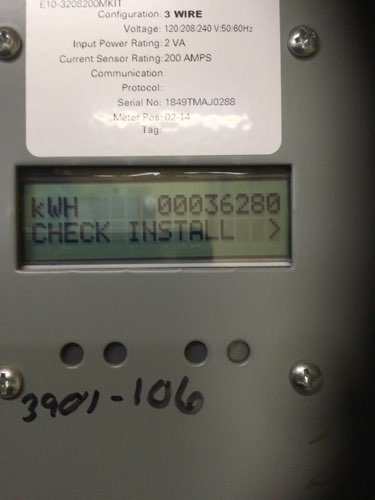 E10-3208200MKIT
Configuration: 3 WIRE
Voltage: 120:208:240 V:50:60Hz
Input Power Rating: 2 VA
Current Sensor Rating: 200 AMPS
Communication
Protocol:
Serial No: 1849TMAJ0288
Meter Pos: 02-14
Tag:
kWH 00036280
CHECK INSTALL >
3901-106